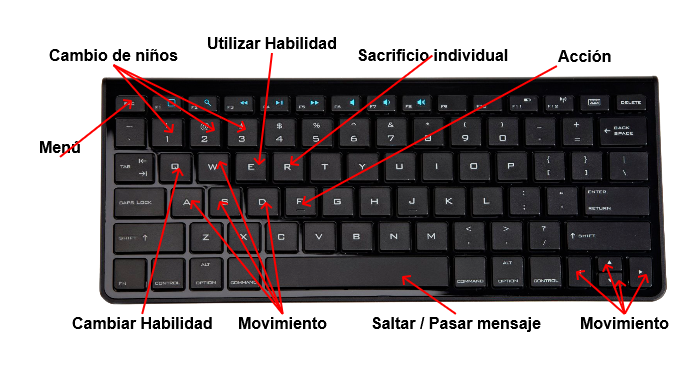 Utilizar Habilidad
Cambio de niños
Sacrificio individual
Acción
ESC F1 F2 F3 F4 F5 F6 F7 F8 F11 F12 DELETE
! 1 @ 2 # 3 $ 4 % 5 ^ 6 & 7 * 8 ( 9 ) 0 _ - + = BACK SPACE
Menú
TAB Q W E R T Y U I O P { [ } ] | \
CAPS LOCK A S D F G H J K L : ; " ' ENTER RETURN
SHIFT Z X C V B N M < , > . ? / SHIFT
FN CONTROL ALT OPTION COMMAND COMMAND ALT OPTION CONTROL
Cambiar Habilidad
Movimiento
Saltar / Pasar mensaje
Movimiento